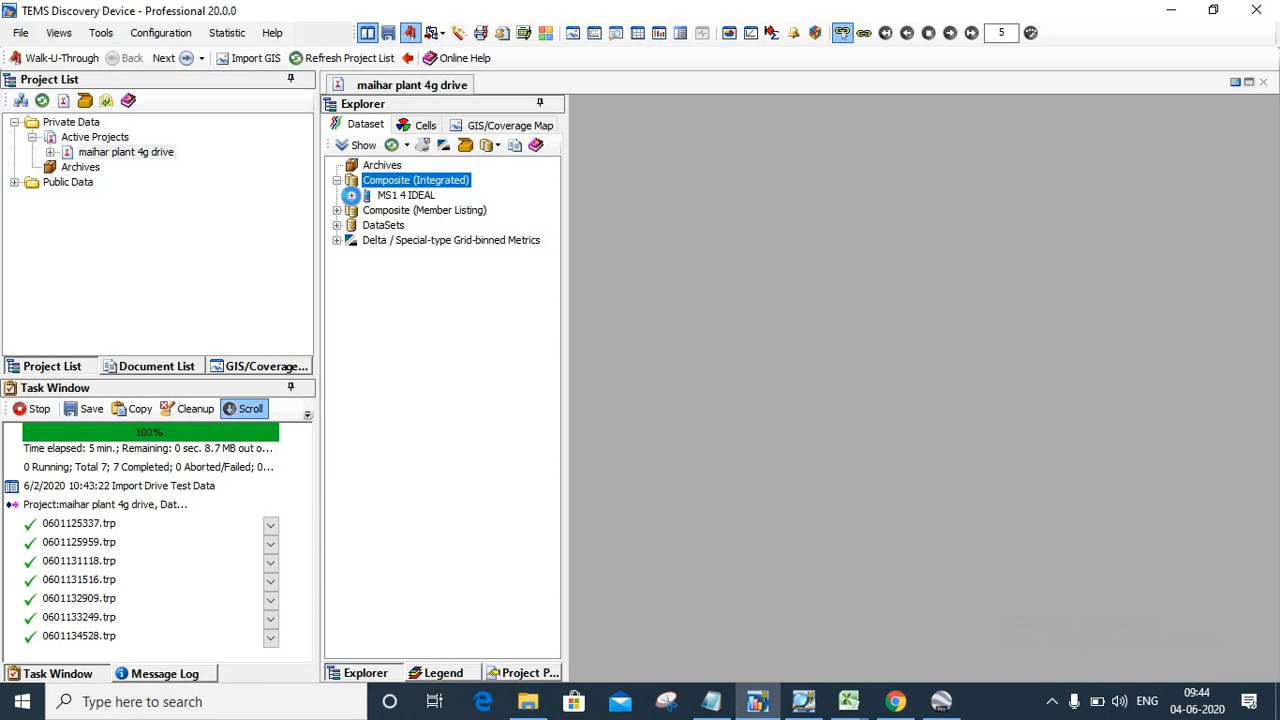 TEMS Discovery Device - Professional 20.0.0
File Views Tools Configuration Statistic Help
5
Walk-U-Through Back Next Import GIS Refresh Project List Online Help
Project List
Private Data
Active Projects
maihar plant 4g drive
Archives
Public Data
Project List Document List GIS/Coverage...
Task Window
Stop Save Copy Cleanup Scroll
100%
Time elapsed: 5 min.; Remaining: 0 sec. 8.7 MB out o...
0 Running; Total 7; 7 Completed; 0 Aborted/Failed; 0...
6/2/2020 10:43:22 Import Drive Test Data
Project:maihar plant 4g drive, Dat...
0601125337.trp
0601125959.trp
0601131118.trp
0601131516.trp
0601132909.trp
0601133249.trp
0601134528.trp
Task Window Message Log
maihar plant 4g drive
Explorer
Dataset Cells GIS/Coverage Map
Show
Archives
Composite (Integrated)
MS1 4 IDEAL
Composite (Member Listing)
DataSets
Delta / Special-type Grid-binned Metrics
Explorer Legend Project P...
Type here to search
ENG
09:44
04-06-2020